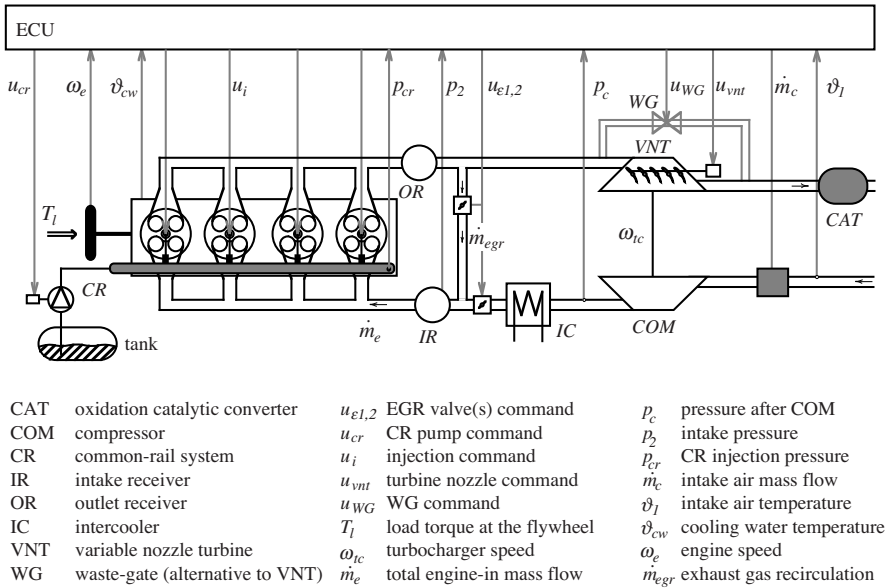 ECU
u_cr ω_e ϑ_cw u_i p_cr p_2 u_ε1,2 p_c u_WG u_vnt ṁ_c ϑ_1
WG
VNT
OR
CAT
T_l
ṁ_egr
ω_tc
CR
ṁ_e
IR
IC
COM
tank
CAT oxidation catalytic converter
COM compressor
CR common-rail system
IR intake receiver
OR outlet receiver
IC intercooler
VNT variable nozzle turbine
WG waste-gate (alternative to VNT)
u_ε1,2 EGR valve(s) command
u_cr CR pump command
u_i injection command
u_vnt turbine nozzle command
u_WG WG command
T_l load torque at the flywheel
ω_tc turbocharger speed
ṁ_e total engine-in mass flow
p_c pressure after COM
p_2 intake pressure
p_cr CR injection pressure
ṁ_c intake air mass flow
ϑ_1 intake air temperature
ϑ_cw cooling water temperature
ω_e engine speed
ṁ_egr exhaust gas recirculation